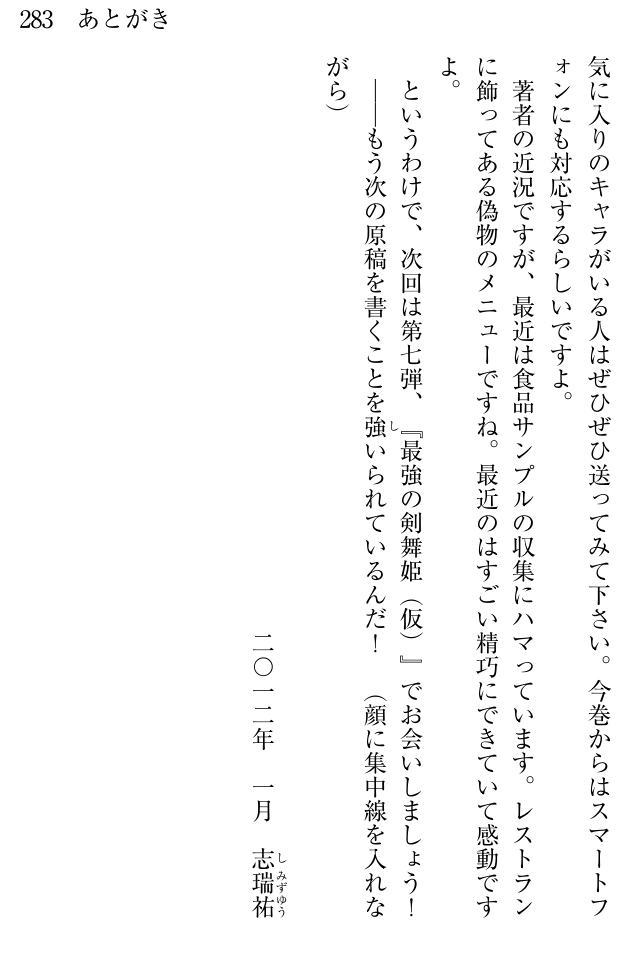 283　あとがき
気に入りのキャラがいる人はぜひぜひ送ってみて下さい。今巻からはスマートフ
ォンにも対応するらしいですよ。
　著者の近況ですが、最近は食品サンプルの収集にハマっています。レストラン
に飾ってある偽物のメニューですね。最近のはすごい精巧にできていて感動です
よ。
　というわけで、次回は第七弾、『最強の剣舞姫（仮）』でお会いしましょう！
　――もう次の原稿を書くことを強いられているんだ！　（顔に集中線を入れな
がら）
二〇一二年　一月　志瑞祐